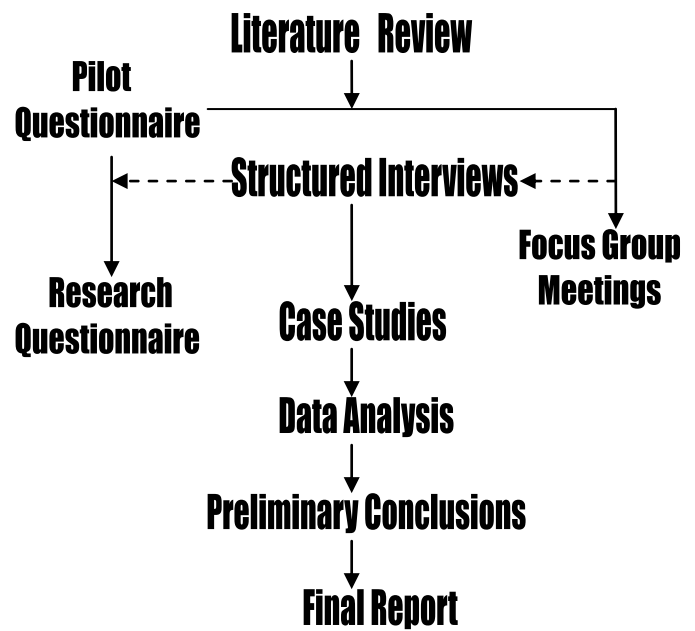 Literature Review
Pilot
Questionnaire
Structured Interviews
Focus Group
Meetings
Research
Questionnaire
Case Studies
Data Analysis
Preliminary Conclusions
Final Report